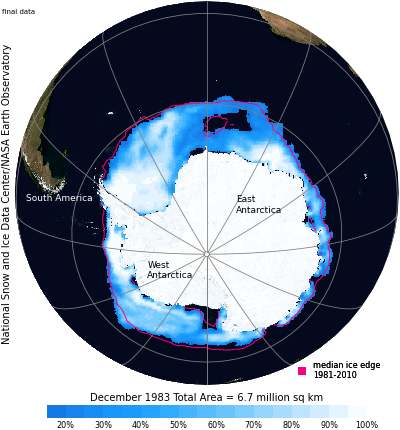 final data
National Snow and Ice Data Center/NASA Earth Observatory
South America
East
Antarctica
West
Antarctica
median ice edge
1981-2010
December 1983 Total Area = 6.7 million sq km
20% 30% 40% 50% 60% 70% 80% 90% 100%